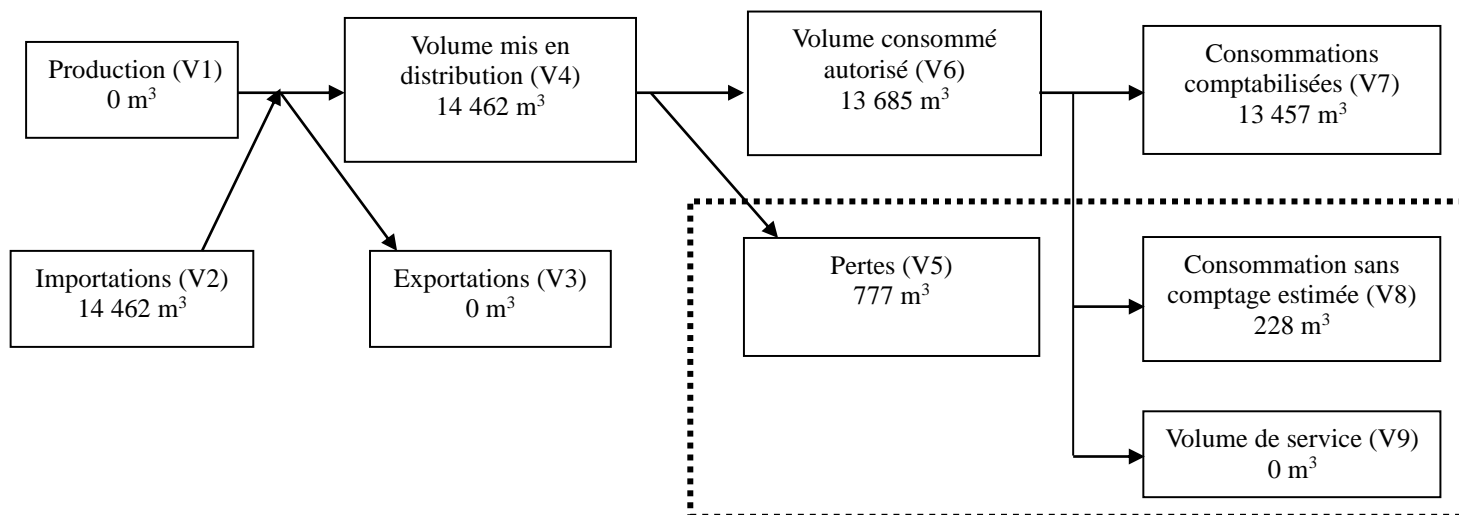 Production (V1)
0 m³
Volume mis en
distribution (V4)
14 462 m³
Volume consommé
autorisé (V6)
13 685 m³
Consommations
comptabilisées (V7)
13 457 m³
Importations (V2)
14 462 m³
Exportations (V3)
0 m³
Pertes (V5)
777 m³
Consommation sans
comptage estimée (V8)
228 m³
Volume de service (V9)
0 m³